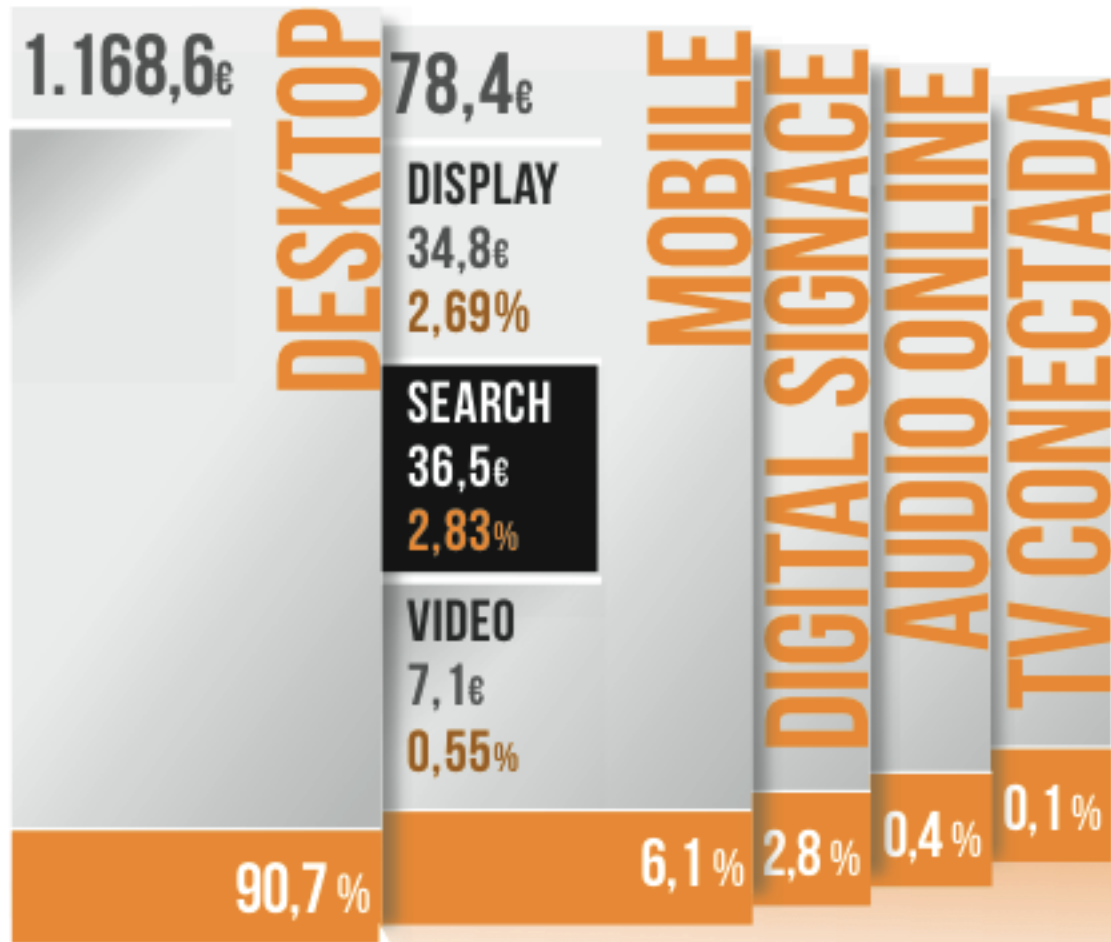 1.168,6€
DESKTOP
90,7 %
78,4€
DISPLAY
34,8€
2,69%
SEARCH
36,5€
2,83%
VIDEO
7,1€
0,55%
MOBILE
6,1 %
DIGITAL SIGNACE
2,8 %
AUDIO ONLINE
0,4 %
TV CONECTADA
0,1 %